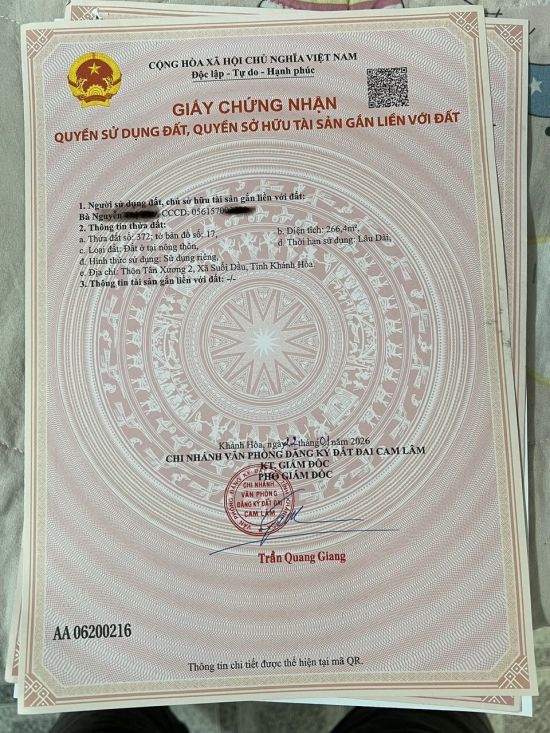 CỘNG HÒA XÃ HỘI CHỦ NGHĨA VIỆT NAM
Độc lập - Tự do - Hạnh phúc
GIẤY CHỨNG NHẬN
QUYỀN SỬ DỤNG ĐẤT, QUYỀN SỞ HỮU TÀI SẢN GẮN LIỀN VỚI ĐẤT
1. Người sử dụng đất, chủ sở hữu tài sản gắn liền với đất:
Bà Nguyễn CCCD: 05615700
2. Thông tin thửa đất:
a. Thửa đất số: 372; tờ bản đồ số: 17, b. Diện tích: 266,4m²,
c. Loại đất: Đất ở tại nông thôn, d. Thời hạn sử dụng: Lâu Dài,
đ. Hình thức sử dụng: Sử dụng riêng,
e. Địa chỉ: Thôn Tân Xương 2, Xã Suối Dầu, Tỉnh Khánh Hòa.
3. Thông tin tài sản gắn liền với đất: -/-
Khánh Hòa, ngày 22 tháng 01 năm 2026
CHI NHÁNH VĂN PHÒNG ĐĂNG KÝ ĐẤT ĐAI CAM LÂM
KT. GIÁM ĐỐC
PHÓ GIÁM ĐỐC
CHI NHÁNH
VĂN PHÒNG
ĐĂNG KÝ ĐẤT ĐAI
CAM LÂM
Trần Quang Giang
AA 06200216
Thông tin chi tiết được thể hiện tại mã QR.